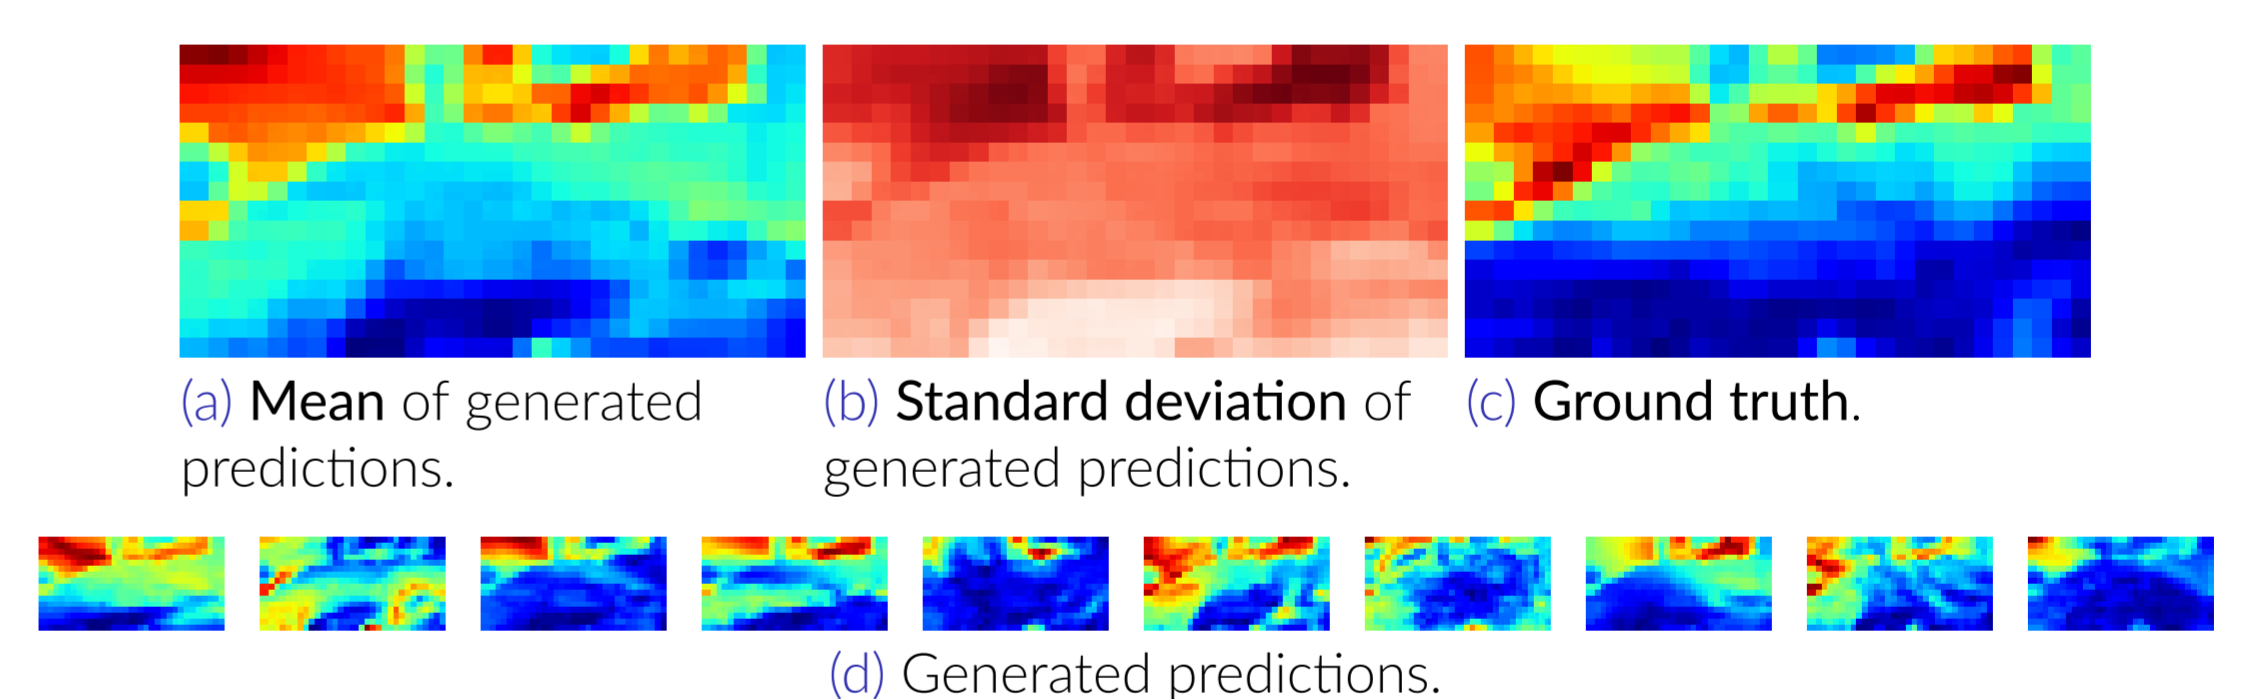 (a) Mean of generated
predictions.
(b) Standard deviation of
generated predictions.
(c) Ground truth.
(d) Generated predictions.